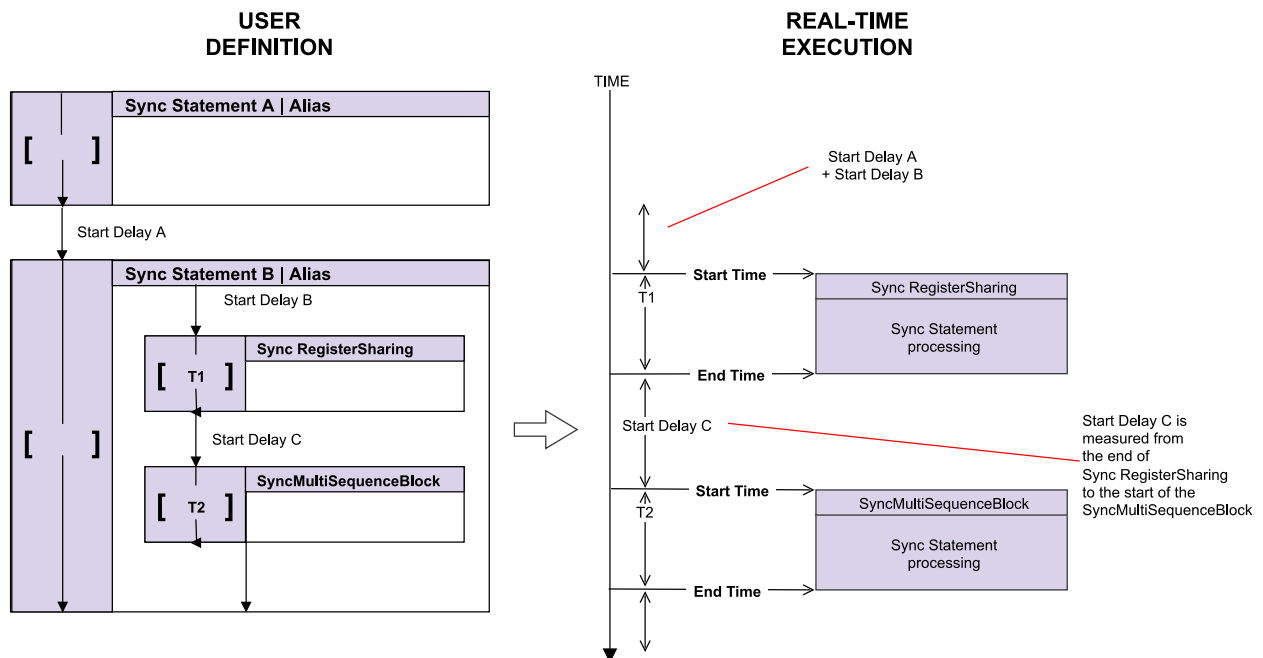 USER
DEFINITION
Sync Statement A | Alias
[ ]
Start Delay A
Sync Statement B | Alias
Start Delay B
Sync RegisterSharing
[ T1 ]
Start Delay C
SyncMultiSequenceBlock
[ T2 ]
[ ]
REAL-TIME
EXECUTION
TIME
Start Delay A
+ Start Delay B
Start Time
T1
Sync RegisterSharing
Sync Statement
processing
End Time
Start Delay C
Start Delay C is
measured from
the end of
Sync RegisterSharing
to the start of the
SyncMultiSequenceBlock
Start Time
T2
SyncMultiSequenceBlock
Sync Statement
processing
End Time